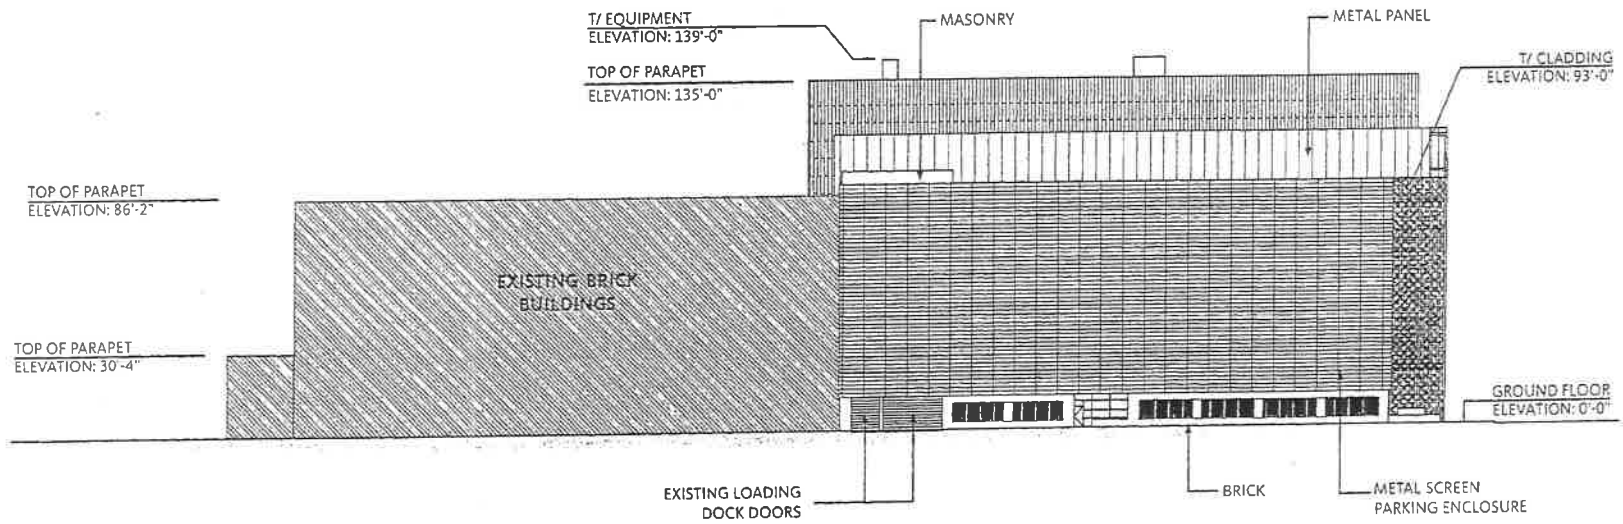 T/ EQUIPMENT
ELEVATION: 139'-0"
MASONRY
METAL PANEL
TOP OF PARAPET
ELEVATION: 135'-0"
T/ CLADDING
ELEVATION: 93'-0"
TOP OF PARAPET
ELEVATION: 86'-2"
EXISTING BRICK
BUILDINGS
TOP OF PARAPET
ELEVATION: 30'-4"
GROUND FLOOR
ELEVATION: 0'-0"
EXISTING LOADING
DOCK DOORS
BRICK
METAL SCREEN
PARKING ENCLOSURE